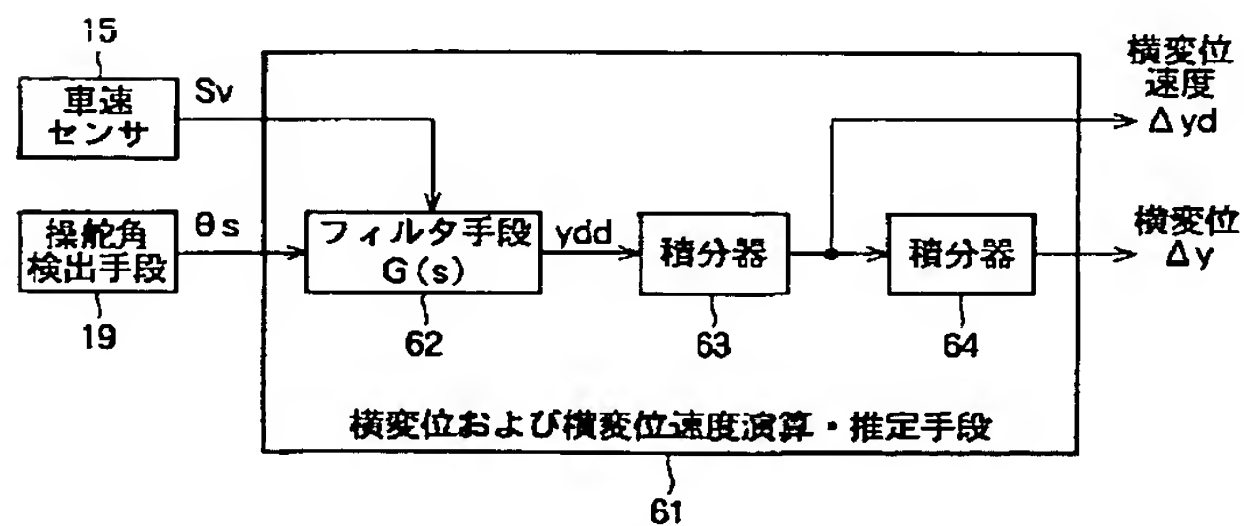 15
車速
センサ
Sv
横変位
速度
Δyd
操舵角
検出手段
θs
フィルタ手段
G(s)
ydd
積分器
積分器
横変位
Δy
19
62
63
64
横変位および横変位速度演算・推定手段
61